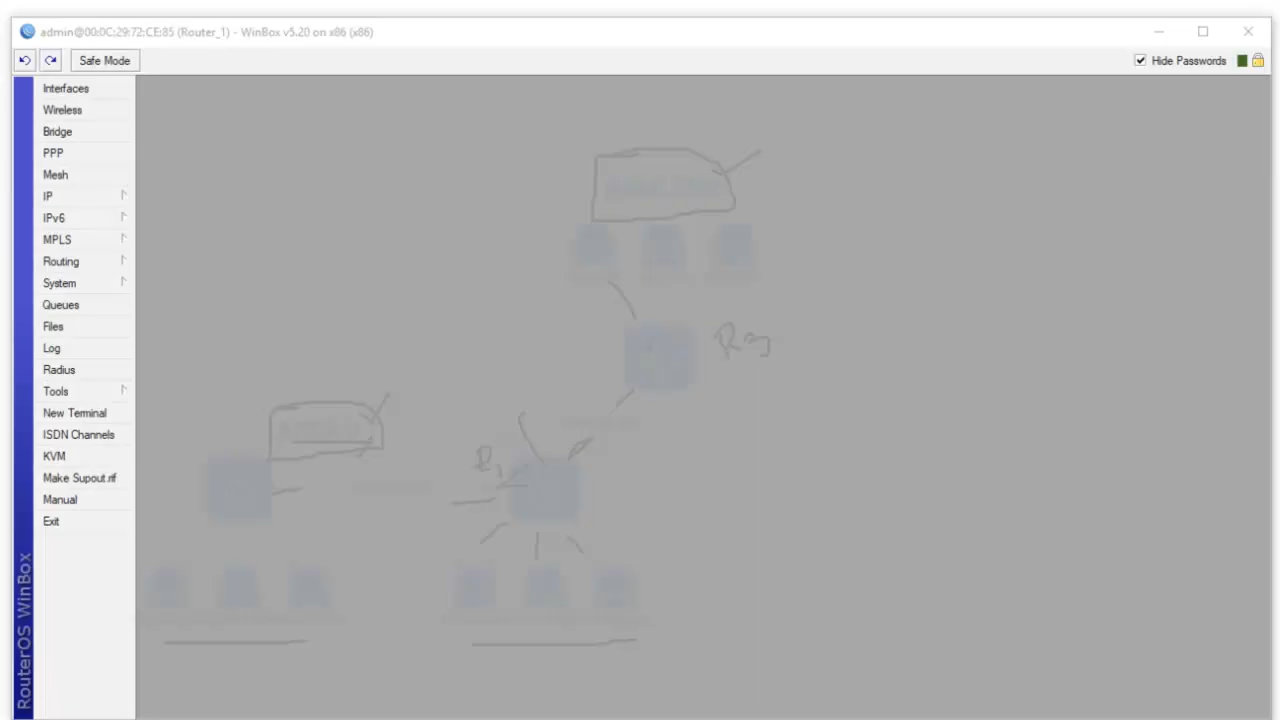 admin@00:0C:29:72:CE:85 (Router_1) - WinBox v5.20 on x86 (x86)
Safe Mode
Hide Passwords
Interfaces
Wireless
Bridge
PPP
Mesh
IP
IPv6
MPLS
Routing
System
Queues
Files
Log
Radius
Tools
New Terminal
ISDN Channels
KVM
Make Supout.rif
Manual
Exit
RouterOS WinBox
R3
R1